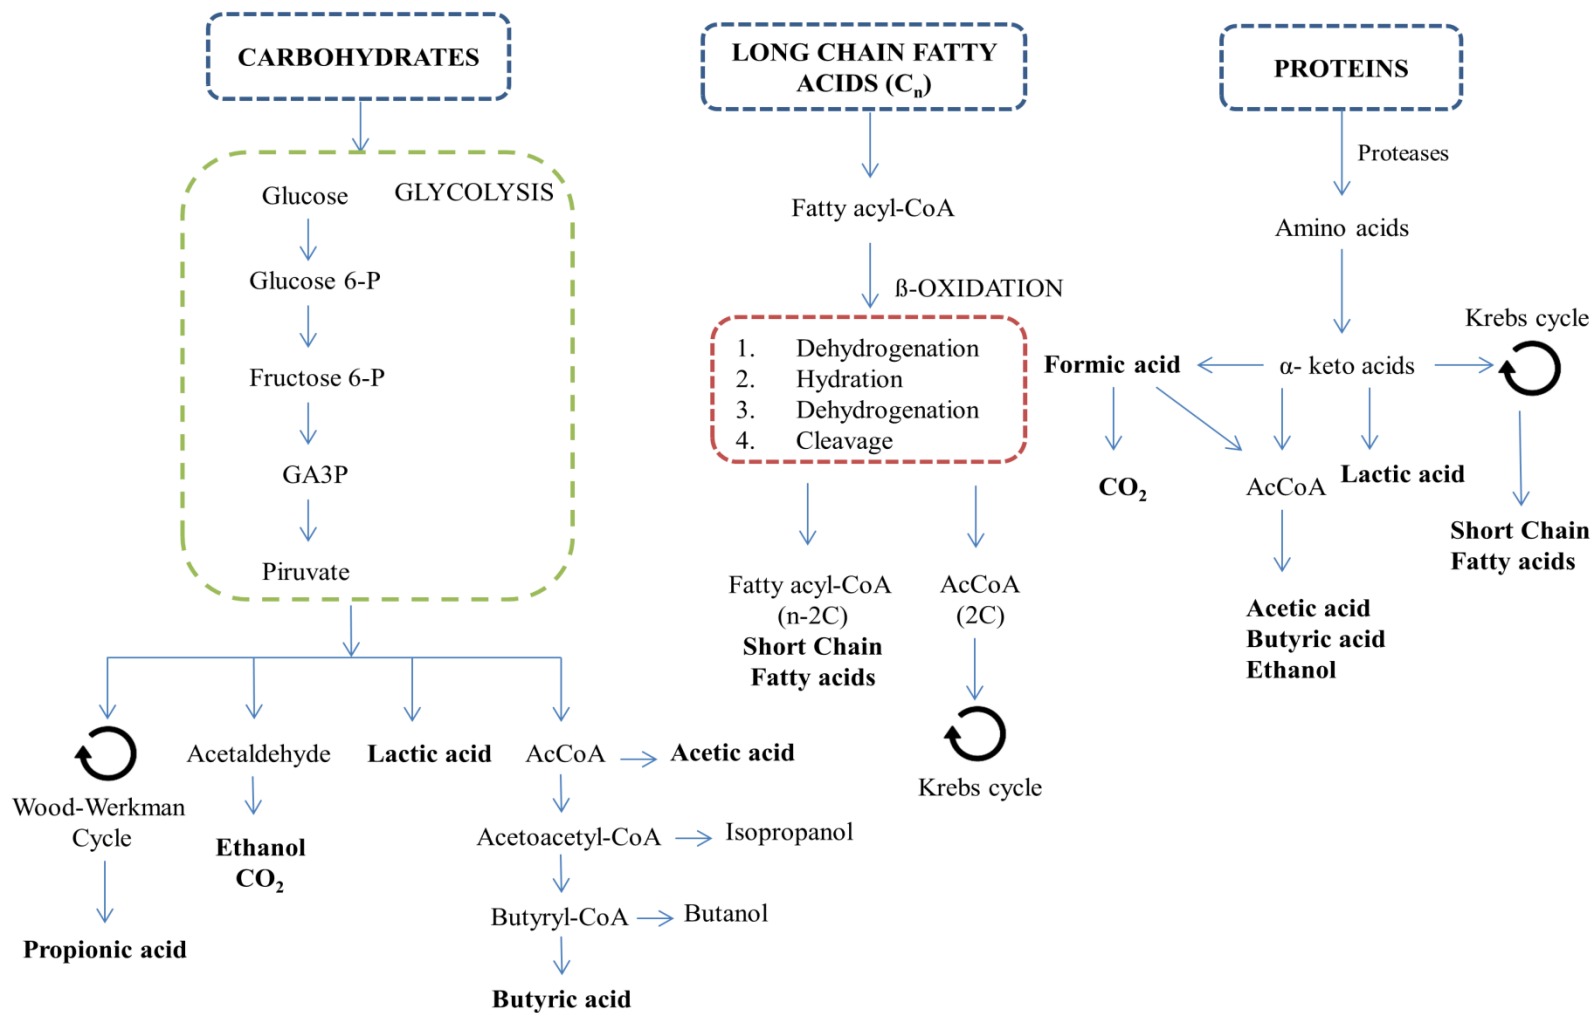 CARBOHYDRATES
GLYCOLYSIS
Glucose
Glucose 6-P
Fructose 6-P
GA3P
Piruvate
Wood-Werkman
Cycle
Propionic acid
Acetaldehyde
Ethanol
CO₂
Lactic acid
AcCoA
Acetic acid
Acetoacetyl-CoA
Isopropanol
Butyryl-CoA
Butanol
Butyric acid
LONG CHAIN FATTY
ACIDS (Cₙ)
Fatty acyl-CoA
ß-OXIDATION
1. Dehydrogenation
2. Hydration
3. Dehydrogenation
4. Cleavage
Fatty acyl-CoA
(n-2C)
Short Chain
Fatty acids
AcCoA
(2C)
Krebs cycle
PROTEINS
Proteases
Amino acids
α- keto acids
Formic acid
CO₂
AcCoA
Acetic acid
Butyric acid
Ethanol
Lactic acid
Krebs cycle
Short Chain
Fatty acids